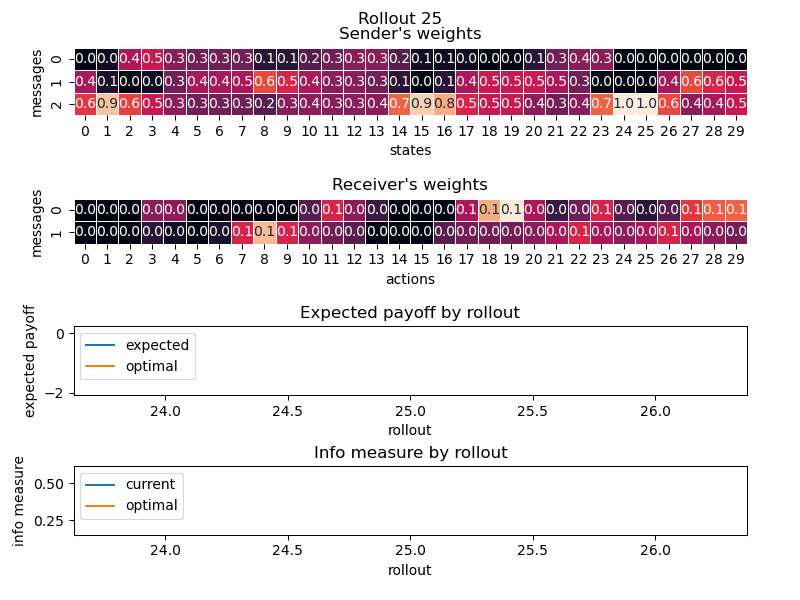 Rollout 25
Sender's weights
messages
0 0.0 0.0 0.4 0.5 0.3 0.3 0.3 0.3 0.1 0.1 0.2 0.3 0.3 0.3 0.2 0.1 0.1 0.0 0.0 0.0 0.1 0.3 0.4 0.3 0.0 0.0 0.0 0.0 0.0 0.0
1 0.4 0.1 0.0 0.0 0.3 0.4 0.4 0.5 0.6 0.5 0.4 0.3 0.3 0.3 0.1 0.0 0.1 0.4 0.5 0.5 0.5 0.5 0.3 0.0 0.0 0.0 0.4 0.6 0.6 0.5
2 0.6 0.9 0.6 0.5 0.3 0.3 0.3 0.3 0.2 0.3 0.4 0.3 0.3 0.4 0.7 0.9 0.8 0.5 0.5 0.5 0.4 0.3 0.4 0.7 1.0 1.0 0.6 0.4 0.4 0.5
0 1 2 3 4 5 6 7 8 9 10 11 12 13 14 15 16 17 18 19 20 21 22 23 24 25 26 27 28 29
states
Receiver's weights
messages
0 0.0 0.0 0.0 0.0 0.0 0.0 0.0 0.0 0.0 0.0 0.0 0.1 0.0 0.0 0.0 0.0 0.0 0.1 0.1 0.1 0.0 0.0 0.0 0.1 0.0 0.0 0.0 0.1 0.1 0.1
1 0.0 0.0 0.0 0.0 0.0 0.0 0.0 0.1 0.1 0.1 0.0 0.0 0.0 0.0 0.0 0.0 0.0 0.0 0.0 0.0 0.0 0.0 0.1 0.0 0.0 0.0 0.1 0.0 0.0 0.0
0 1 2 3 4 5 6 7 8 9 10 11 12 13 14 15 16 17 18 19 20 21 22 23 24 25 26 27 28 29
actions
Expected payoff by rollout
expected payoff
0
−2
expected
optimal
24.0 24.5 25.0 25.5 26.0
rollout
Info measure by rollout
info measure
0.50
0.25
current
optimal
24.0 24.5 25.0 25.5 26.0
rollout